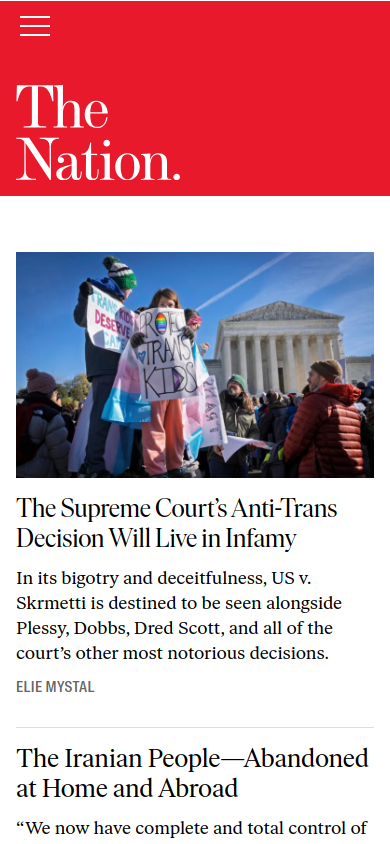 The
Nation.
TRANS KIDS
DESERVE
PROTECT
TRANS
KIDS
The Supreme Court’s Anti-Trans
Decision Will Live in Infamy
In its bigotry and deceitfulness, US v.
Skrmetti is destined to be seen alongside
Plessy, Dobbs, Dred Scott, and all of the
court’s other most notorious decisions.
ELIE MYSTAL
The Iranian People—Abandoned
at Home and Abroad
“We now have complete and total control of